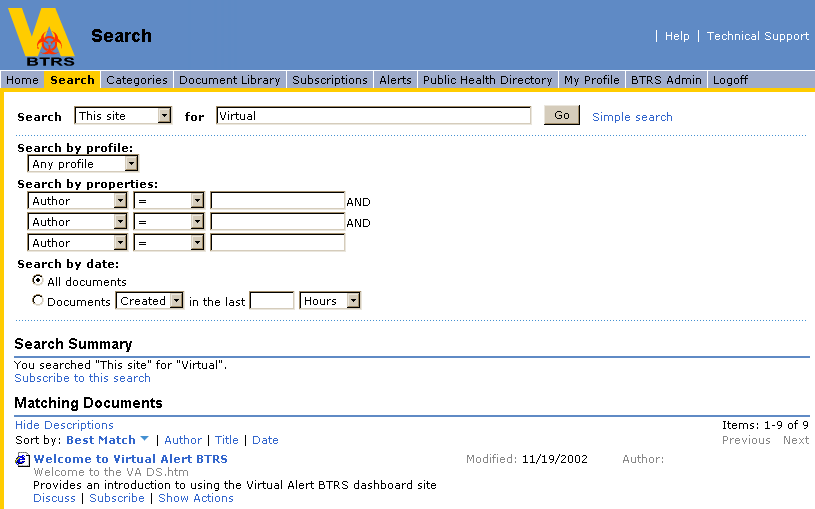 VA
BTRS
Search
| Help | Technical Support
Home Search Categories Document Library Subscriptions Alerts Public Health Directory My Profile BTRS Admin Logoff
Search This site for Virtual Go Simple search
Search by profile:
Any profile
Search by properties:
Author = AND
Author = AND
Author =
Search by date:
All documents
Documents Created in the last Hours
Search Summary
You searched "This site" for "Virtual".
Subscribe to this search
Matching Documents
Hide Descriptions Items: 1-9 of 9
Sort by: Best Match | Author | Title | Date Previous Next
Welcome to Virtual Alert BTRS Modified: 11/19/2002 Author:
Welcome to the VA DS.htm
Provides an introduction to using the Virtual Alert BTRS dashboard site
Discuss | Subscribe | Show Actions